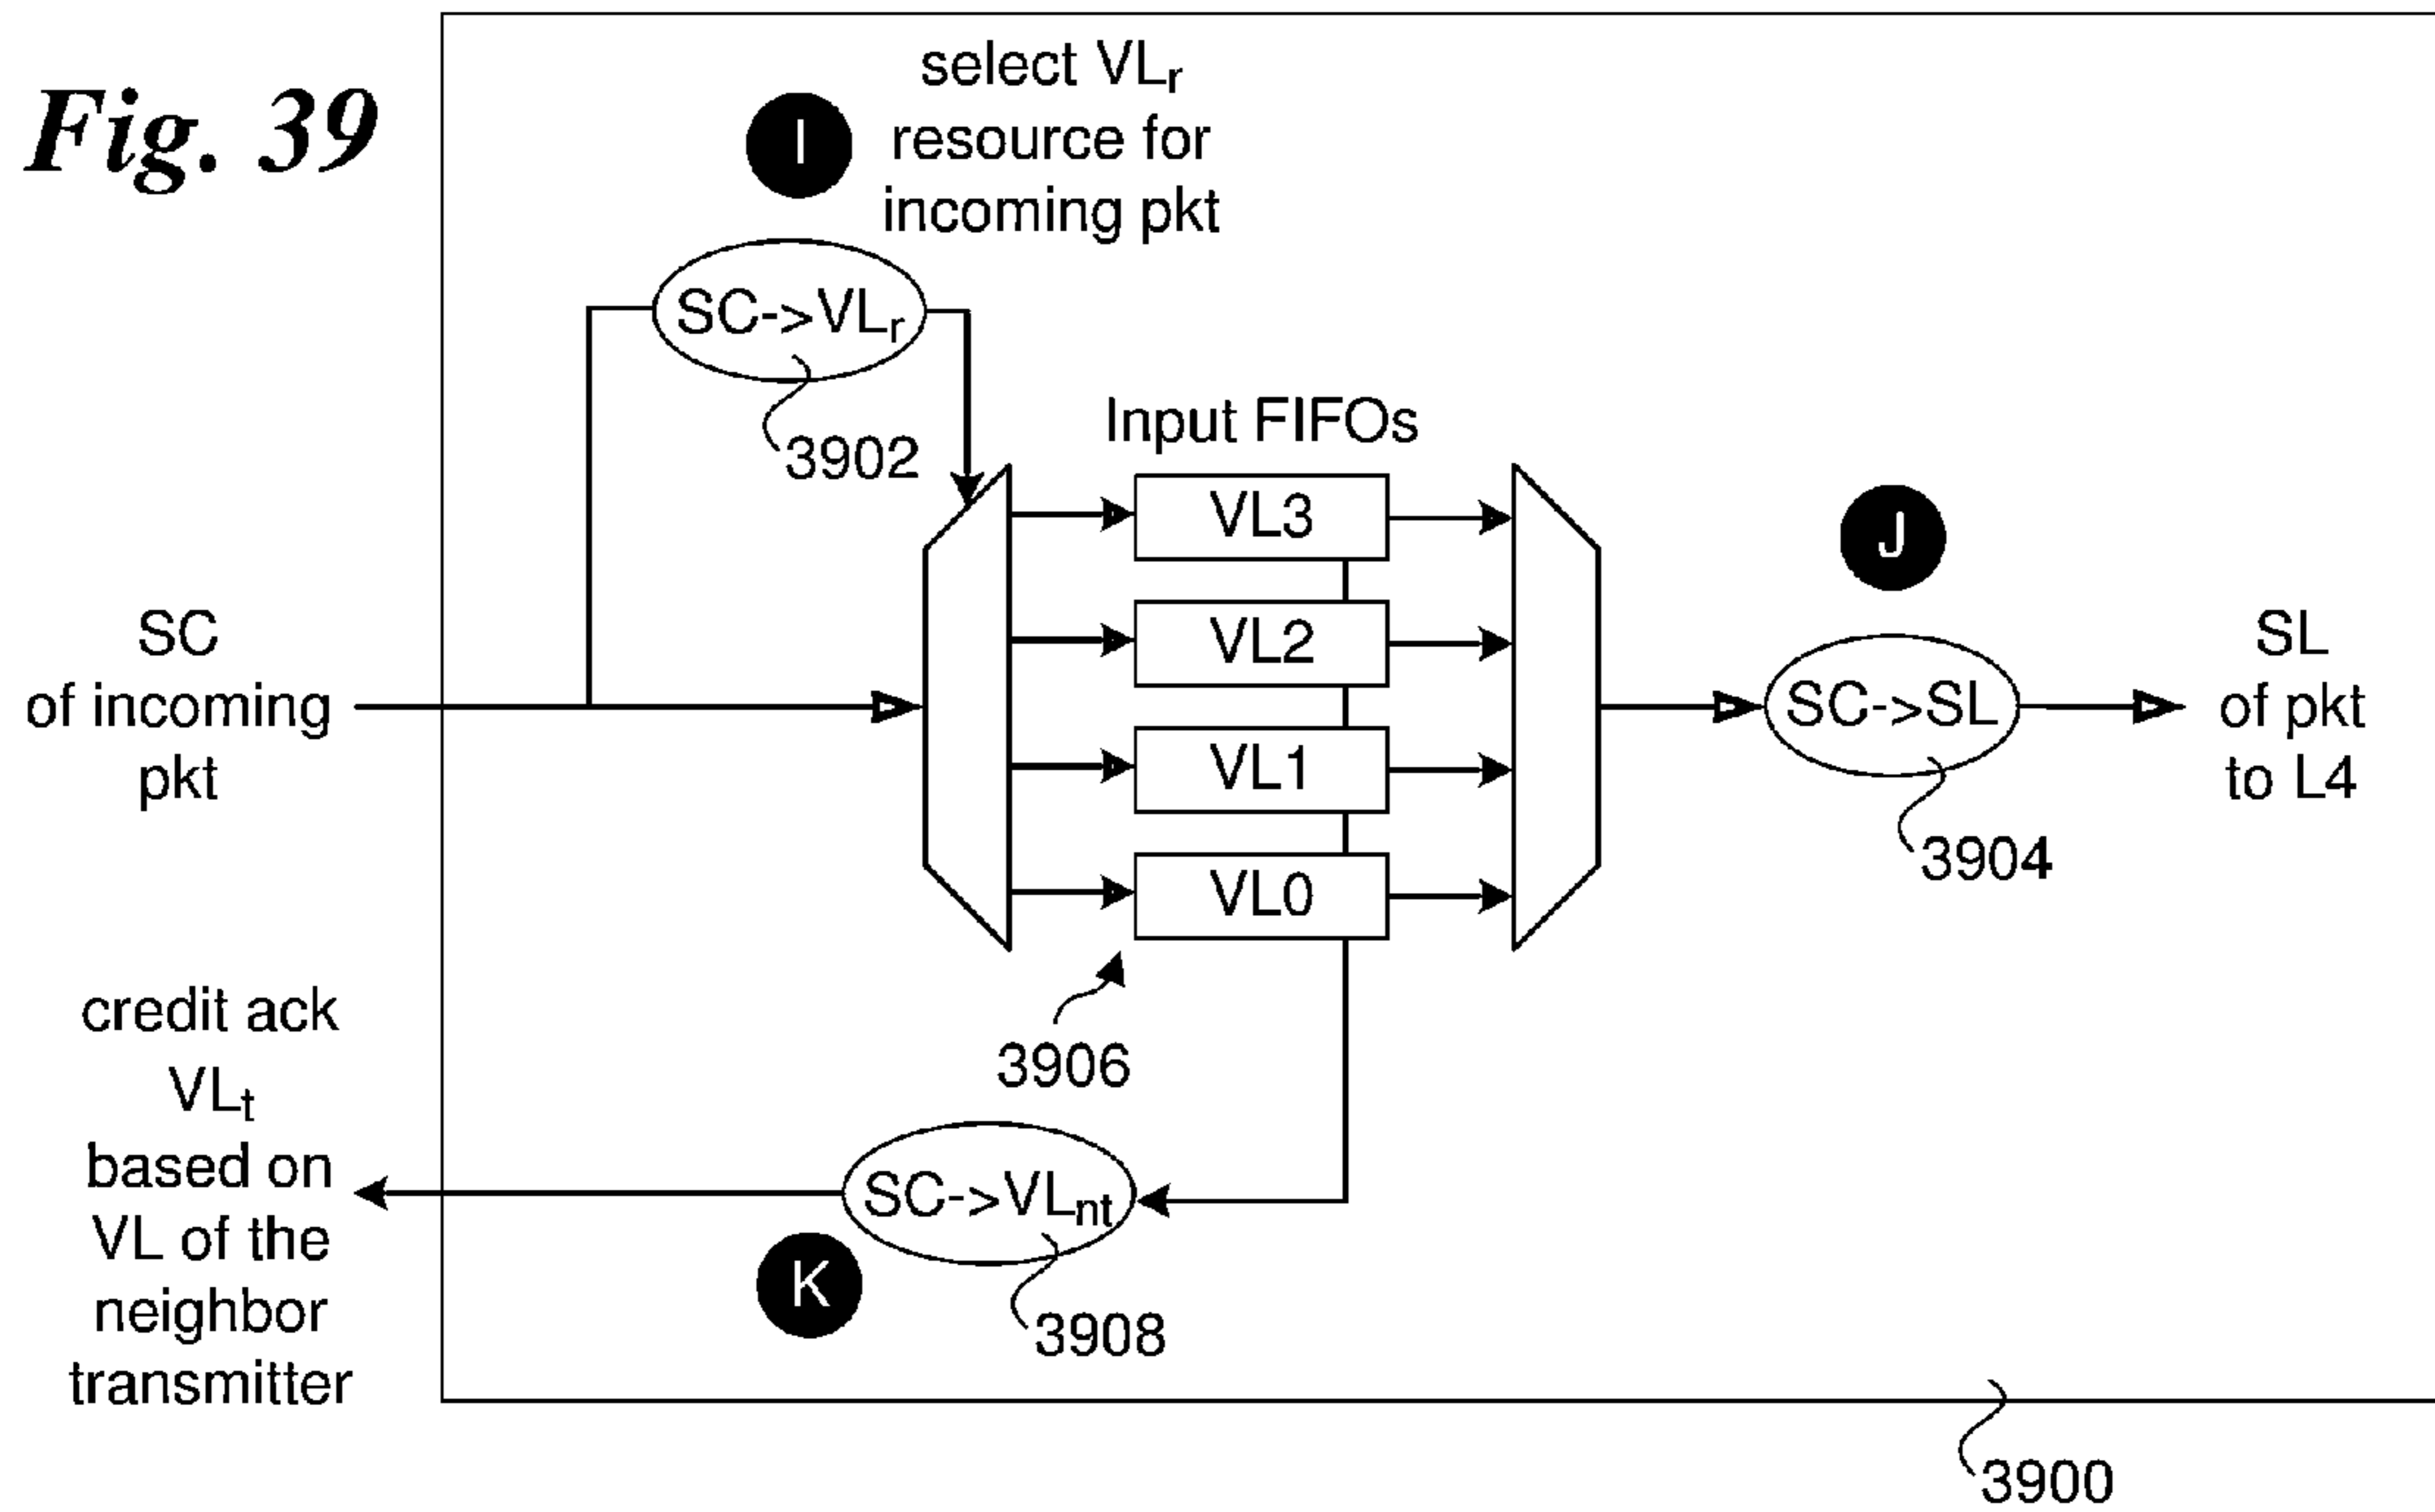 Fig. 39
I
select VLr
resource for
incoming pkt
SC->VLr
3902
Input FIFOs
VL3
VL2
VL1
VL0
3906
SC
of incoming
pkt
J
SC->SL
3904
SL
of pkt
to L4
credit ack
VLt
based on
VL of the
neighbor
transmitter
SC->VLnt
K
3908
3900